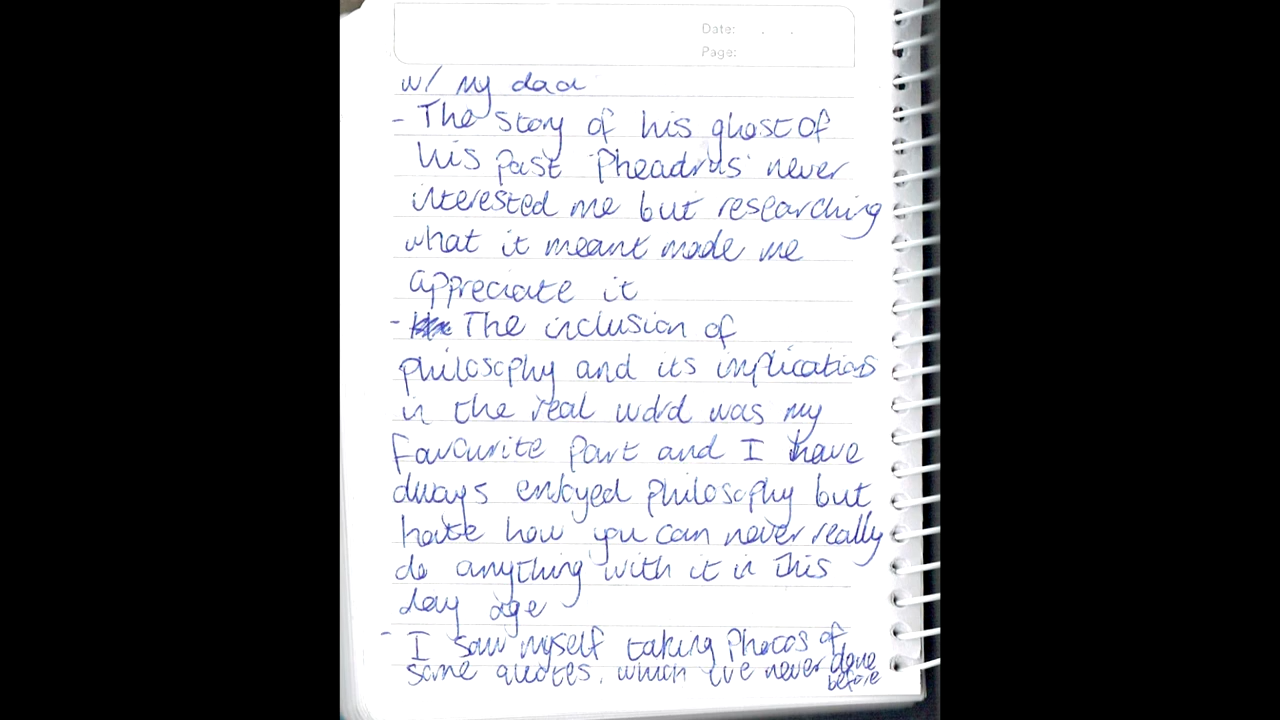 Date: . .
Page:
w/ my dad
- The story of his ghost of
his past 'Pheadrus' never
interested me but researching
what it meant made me
appreciate it
- The inclusion of
philosophy and its implications
in the real world was my
favourite part and I have
always enjoyed philosophy but
hate how you can never really
do anything with it in this
day age
- I saw myself taking photos of
some quotes, which i've never done
before